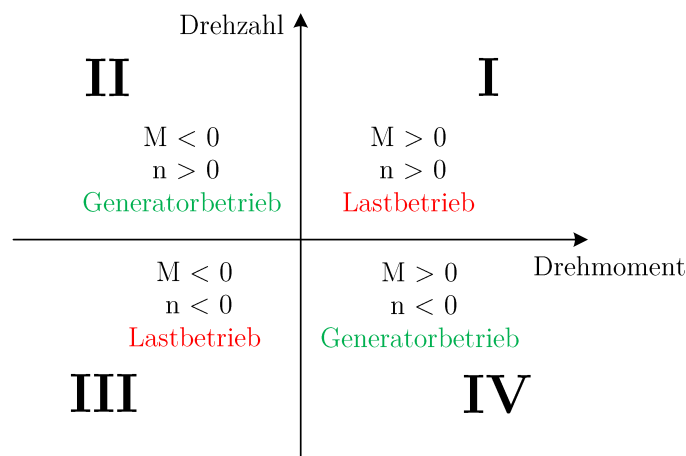 Drehzahl
II
I
M < 0
n > 0
Generatorbetrieb
M > 0
n > 0
Lastbetrieb
Drehmoment
M < 0
n < 0
Lastbetrieb
M > 0
n < 0
Generatorbetrieb
III
IV